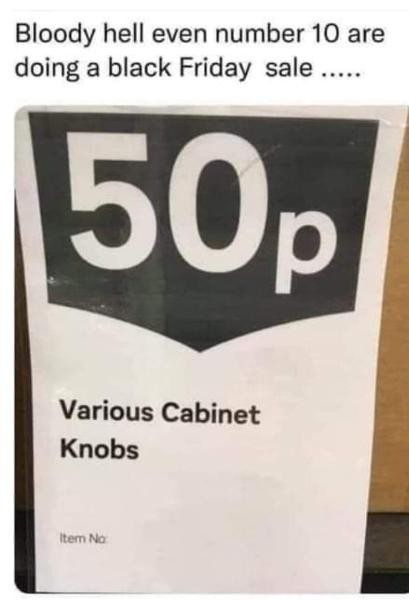 Bloody hell even number 10 are
doing a black Friday sale .....
50p
Various Cabinet
Knobs
Item No: